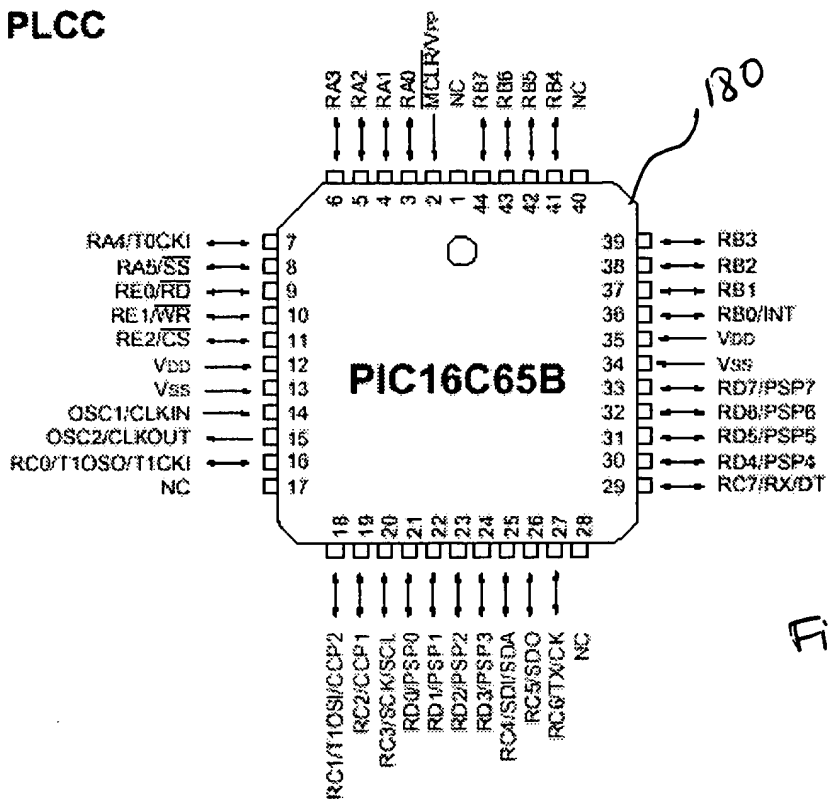 PLCC
RA3
RA2
RA1
RA0
MCLR/VPP
NC
RB7
RB6
RB5
RB4
NC
180
6
5
4
3
2
1
44
43
42
41
40
RA4/T0CKI
RA5/SS
RE0/RD
RE1/WR
RE2/CS
VDD
VSS
OSC1/CLKIN
OSC2/CLKOUT
RC0/T1OSO/T1CKI
NC
7
8
9
10
11
12
13
14
15
16
17
PIC16C65B
39
38
37
36
35
34
33
32
31
30
29
RB3
RB2
RB1
RB0/INT
VDD
VSS
RD7/PSP7
RD6/PSP6
RD5/PSP5
RD4/PSP4
RC7/RX/DT
18
19
20
21
22
23
24
25
26
27
28
RC1/T1OSI/CCP2
RC2/CCP1
RC3/SCK/SCL
RD0/PSP0
RD1/PSP1
RD2/PSP2
RD3/PSP3
RC4/SDI/SDA
RC5/SDO
RC6/TX/CK
NC
Fi